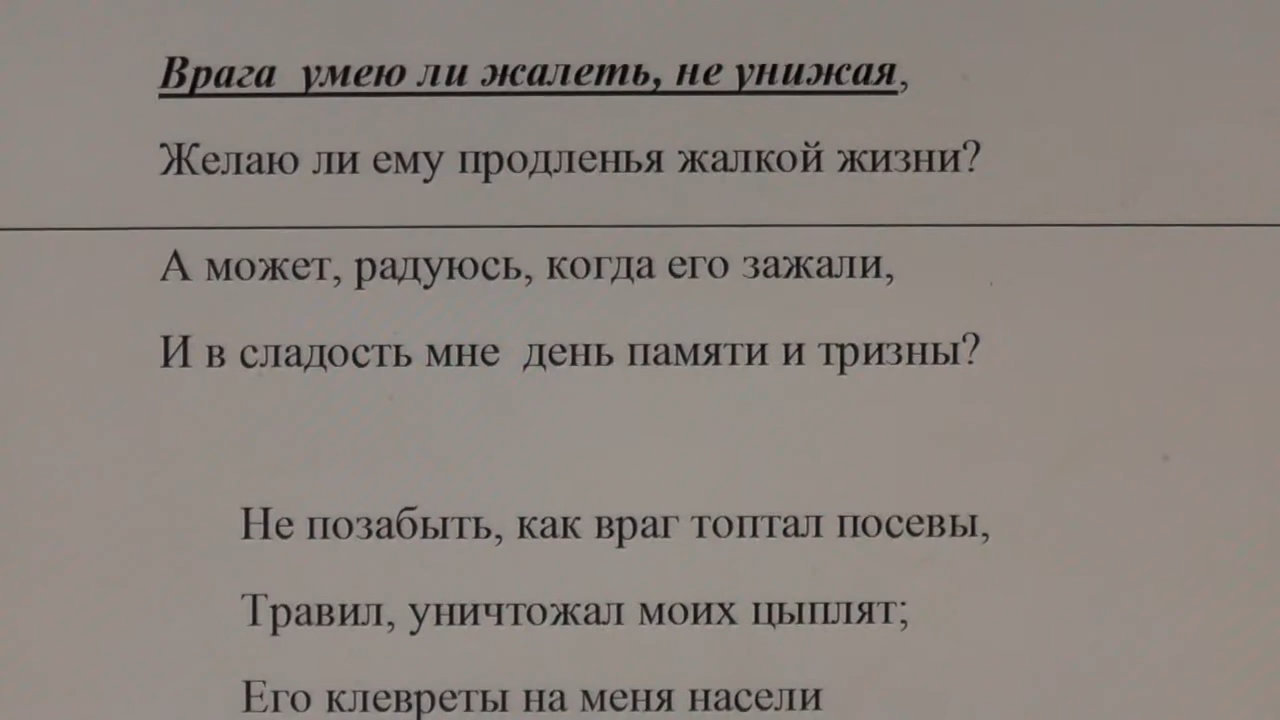 Врага  умею ли жалеть, не унижая,
Желаю ли ему продленья жалкой жизни?
А может, радуюсь, когда его зажали,
И в сладость мне  день памяти и тризны?
Не позабыть, как враг топтал посевы,
Травил, уничтожал моих цыплят;
Его клевреты на меня насели